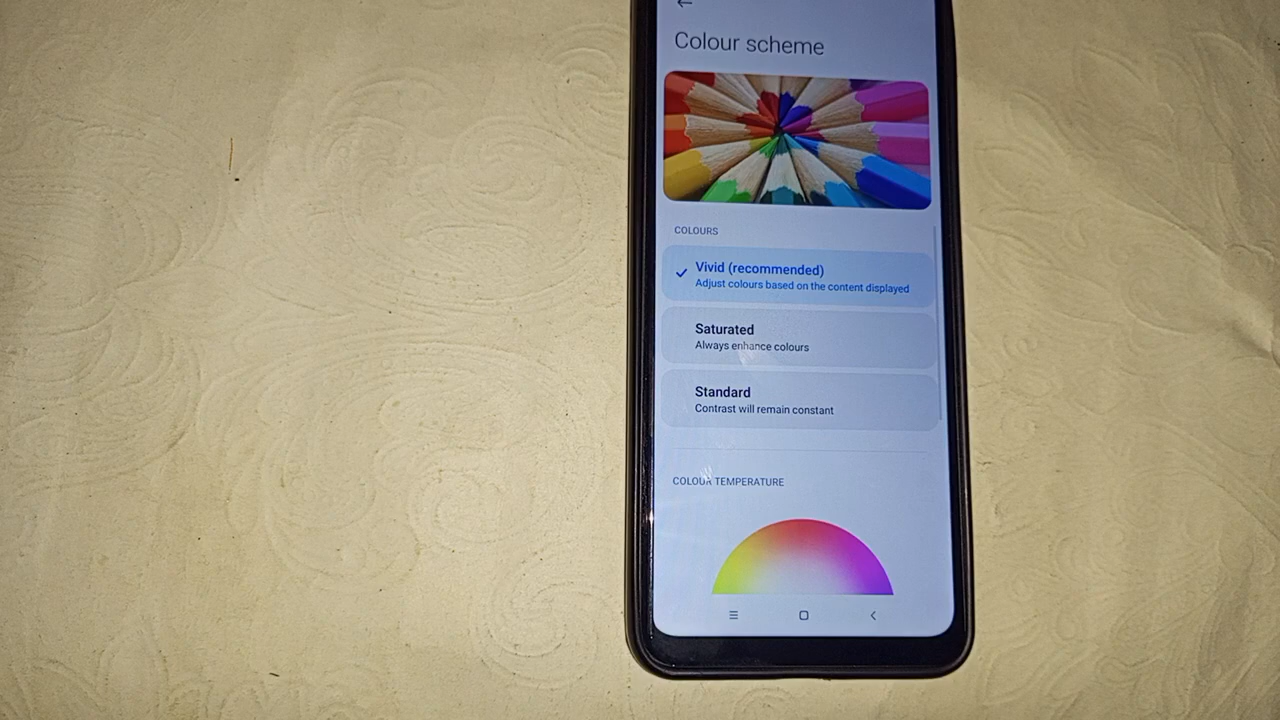 Colour scheme
COLOURS
Vivid (recommended)
Adjust colours based on the content displayed
Saturated
Always enhance colours
Standard
Contrast will remain constant
COLOUR TEMPERATURE